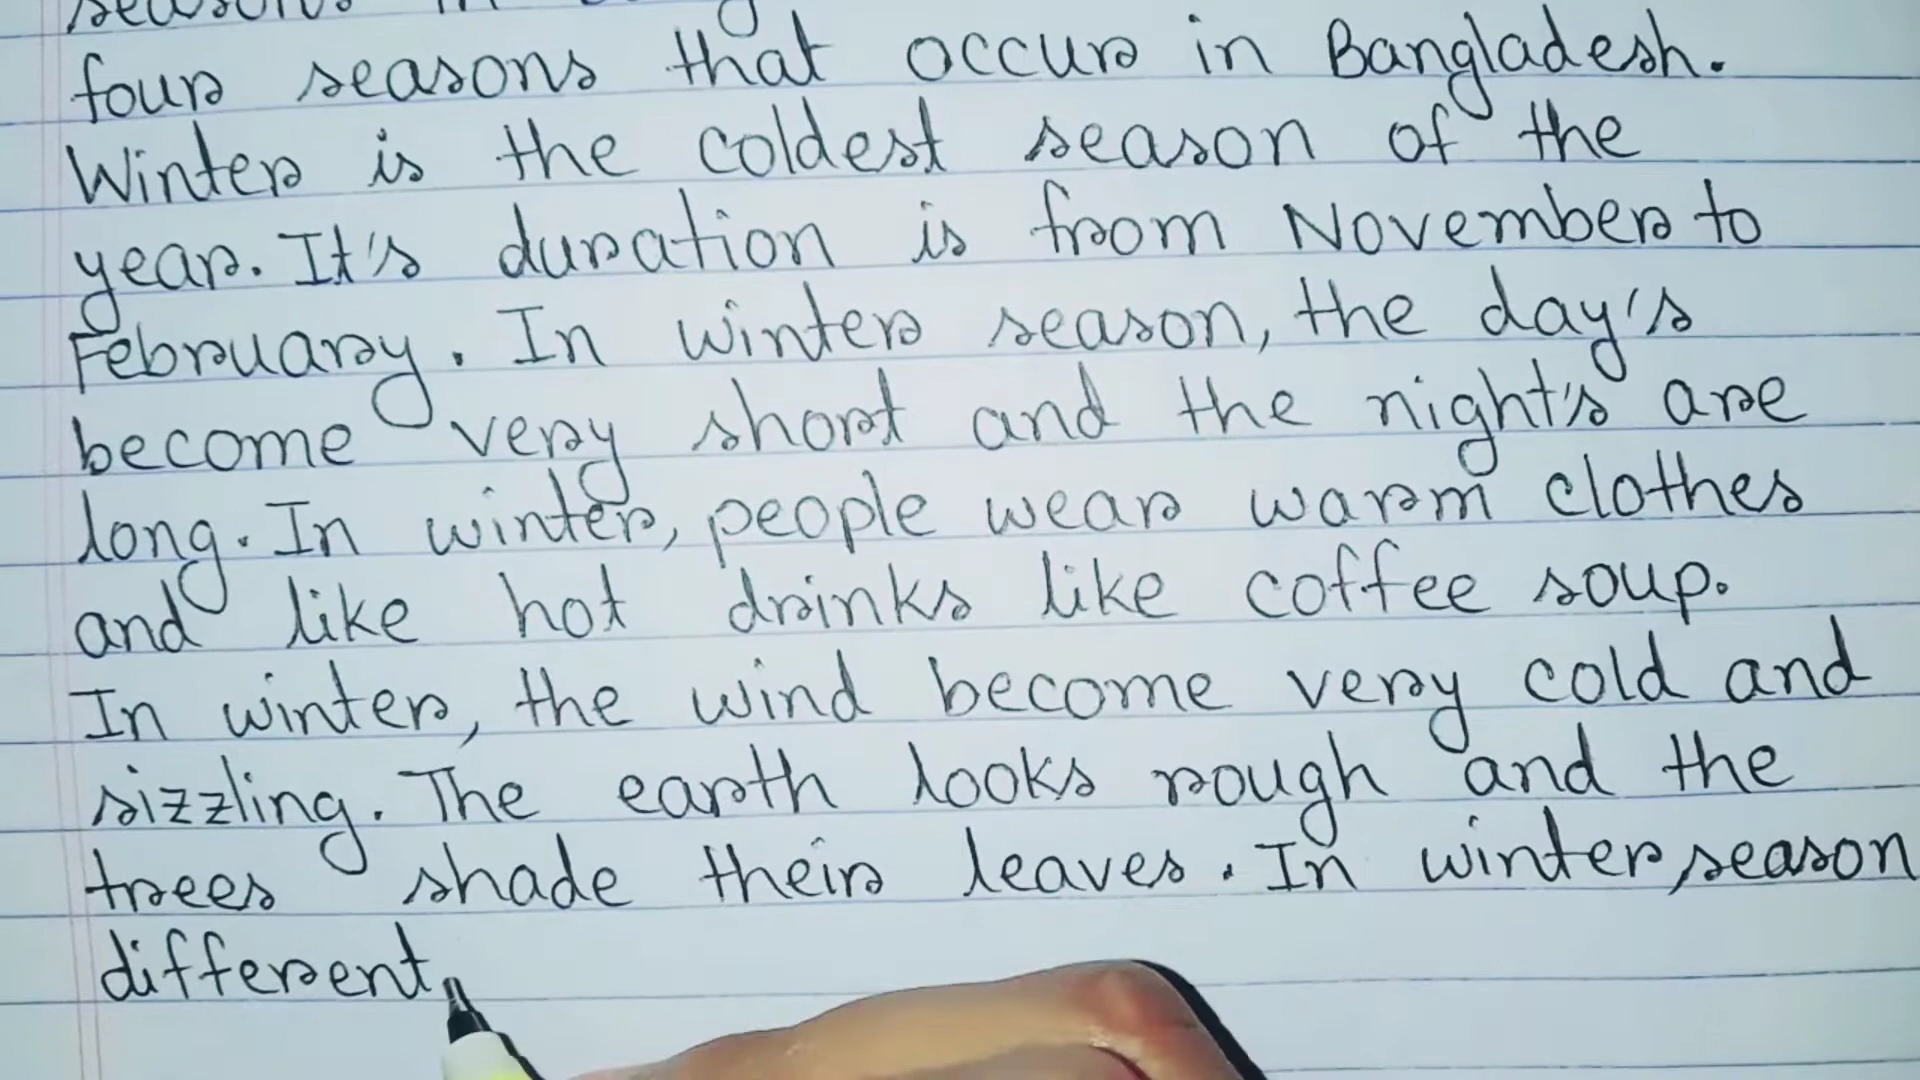 seasons in
four seasons that occur in Bangladesh.
Winter is the coldest season of the
year. It's duration is from November to
February. In winter season, the day's
become very short and the night's are
long. In winter, people wear warm clothes
and like hot drinks like coffee soup.
In winter, the wind become very cold and
sizzling. The earth looks rough and the
trees shade their leaves. In winter season
different